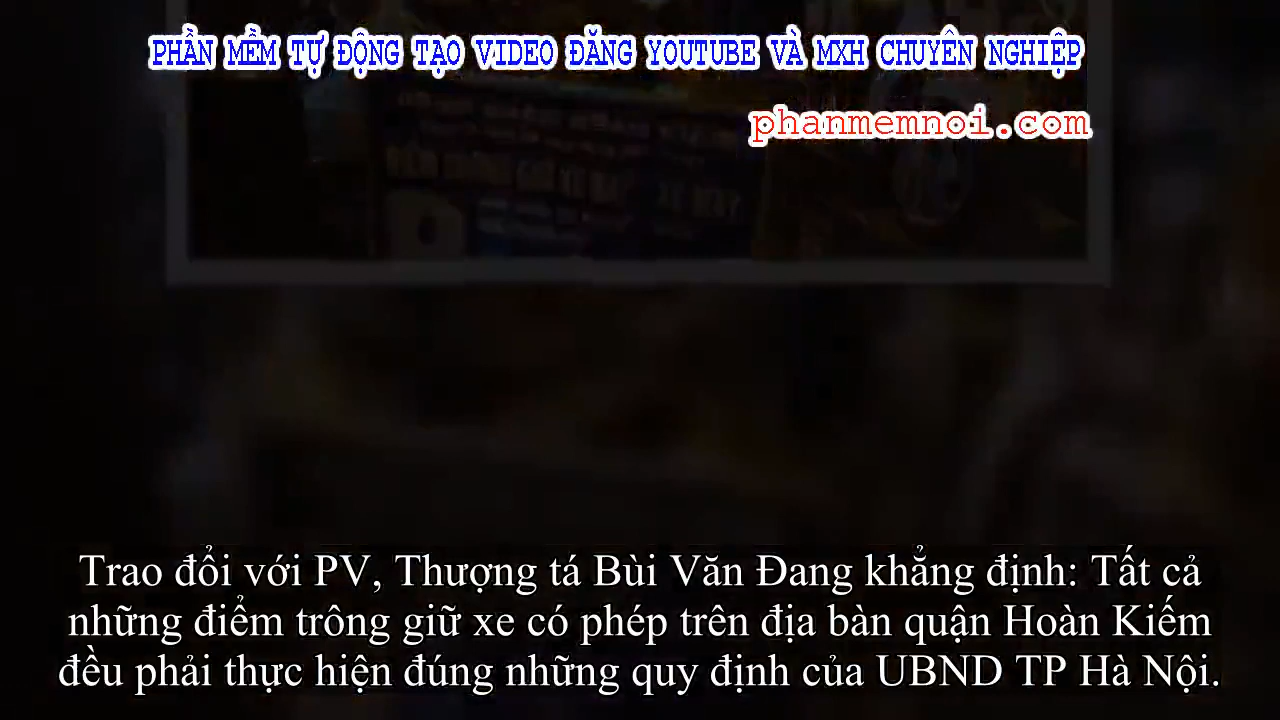 PHẦN MỀM TỰ ĐỘNG TẠO VIDEO ĐĂNG YOUTUBE VÀ MXH CHUYÊN NGHIỆP
phanmemnoi.com
Trao đổi với PV, Thượng tá Bùi Văn Đang khẳng định: Tất cả
những điểm trông giữ xe có phép trên địa bàn quận Hoàn Kiếm
đều phải thực hiện đúng những quy định của UBND TP Hà Nội.